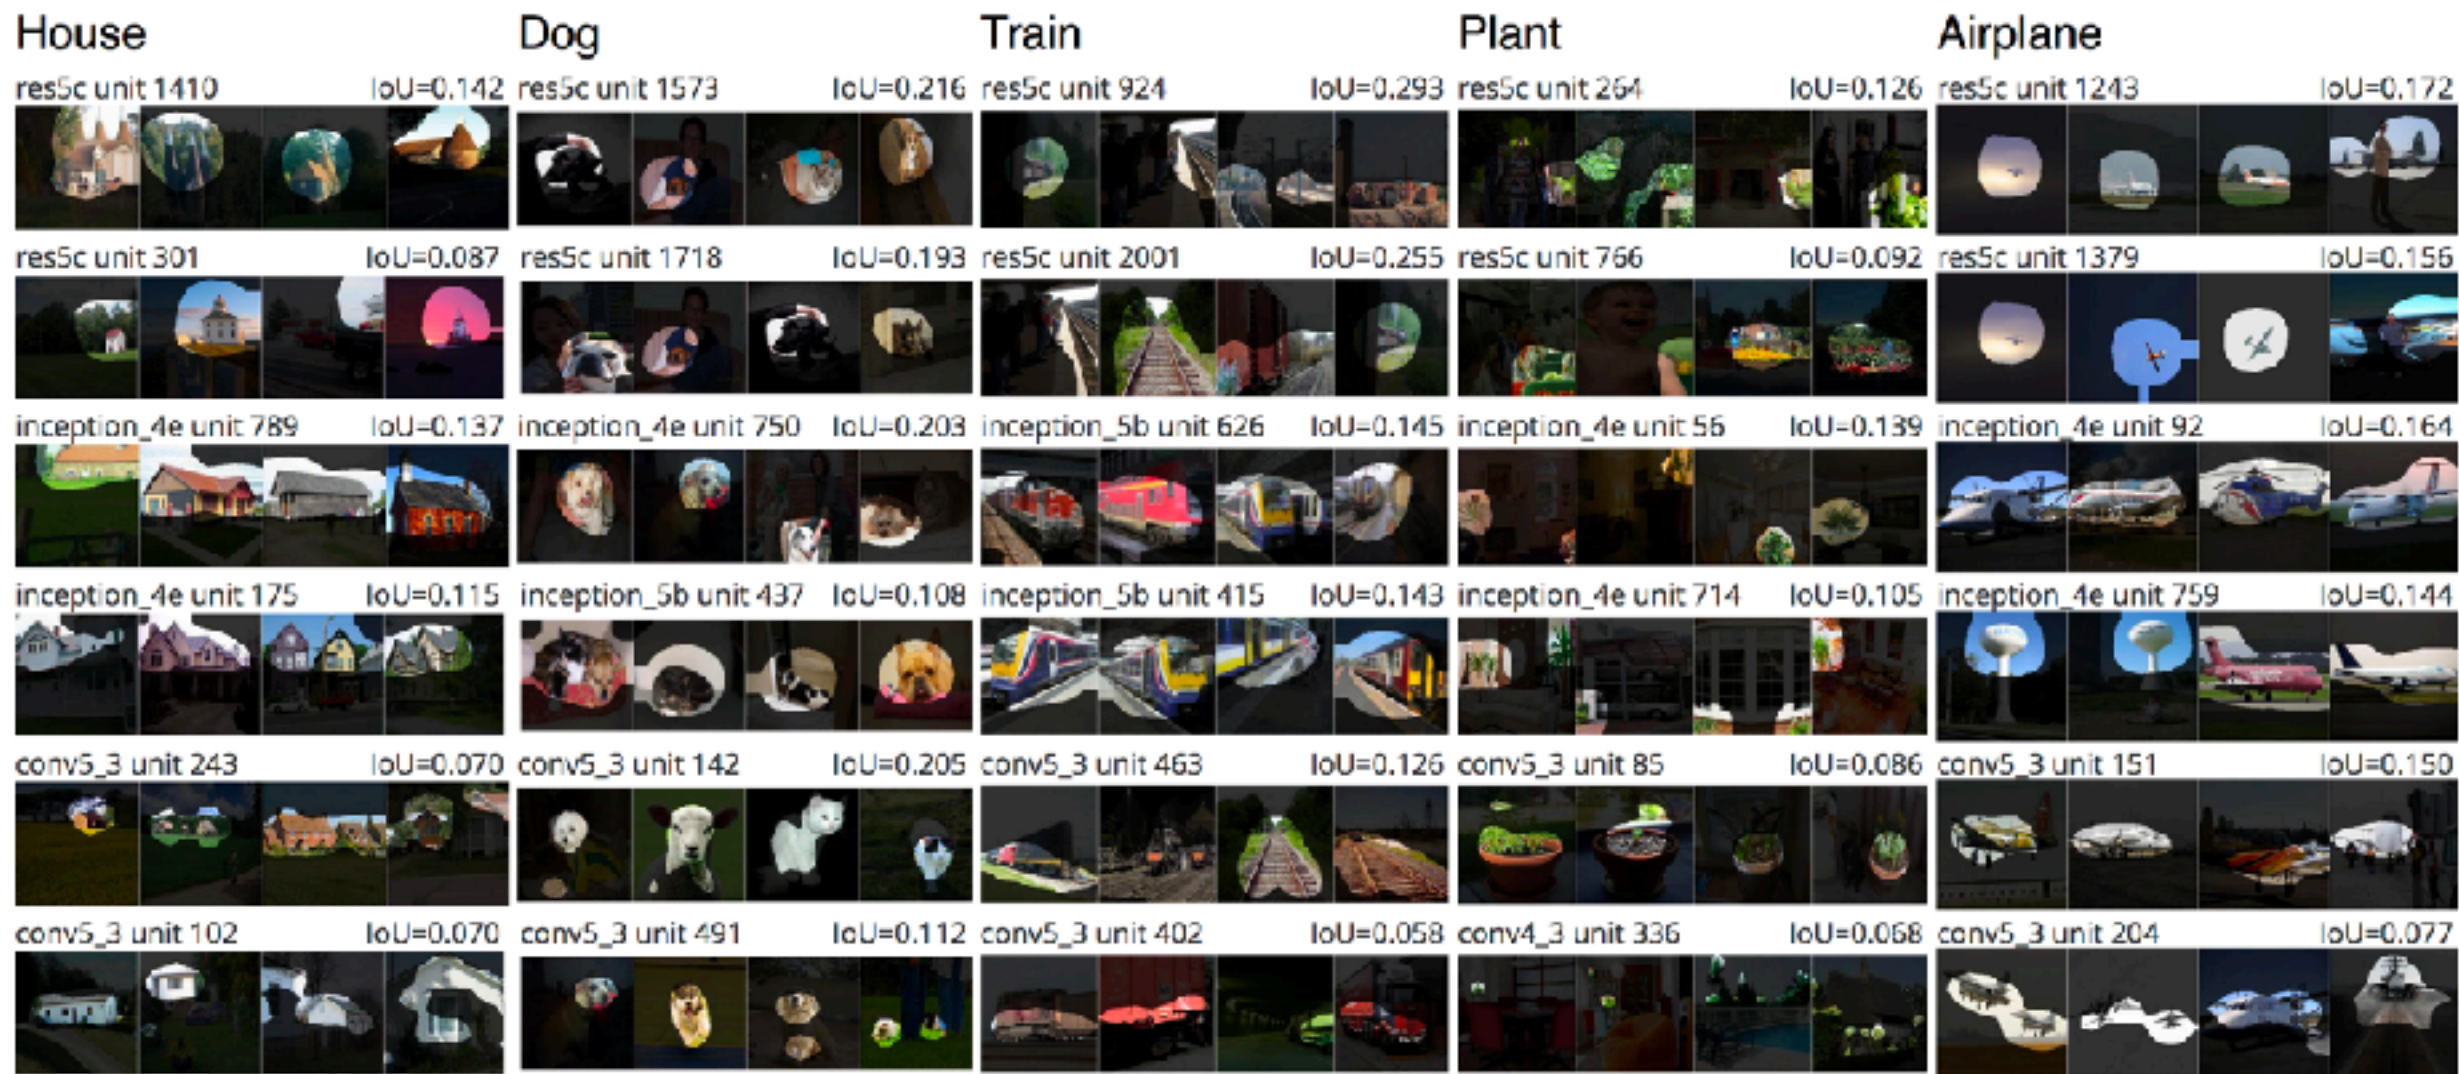 House Dog Train Plant Airplane
res5c unit 1410 IoU=0.142 res5c unit 1573 IoU=0.216 res5c unit 924 IoU=0.293 res5c unit 264 IoU=0.126 res5c unit 1243 IoU=0.172
res5c unit 301 IoU=0.087 res5c unit 1718 IoU=0.193 res5c unit 2001 IoU=0.255 res5c unit 766 IoU=0.092 res5c unit 1379 IoU=0.156
inception_4e unit 789 IoU=0.137 inception_4e unit 750 IoU=0.203 inception_5b unit 626 IoU=0.145 inception_4e unit 56 IoU=0.139 inception_4e unit 92 IoU=0.164
inception_4e unit 175 IoU=0.115 inception_5b unit 437 IoU=0.108 inception_5b unit 415 IoU=0.143 inception_4e unit 714 IoU=0.105 inception_4e unit 759 IoU=0.144
conv5_3 unit 243 IoU=0.070 conv5_3 unit 142 IoU=0.205 conv5_3 unit 463 IoU=0.126 conv5_3 unit 85 IoU=0.086 conv5_3 unit 151 IoU=0.150
conv5_3 unit 102 IoU=0.070 conv5_3 unit 491 IoU=0.112 conv5_3 unit 402 IoU=0.058 conv4_3 unit 336 IoU=0.068 conv5_3 unit 204 IoU=0.077